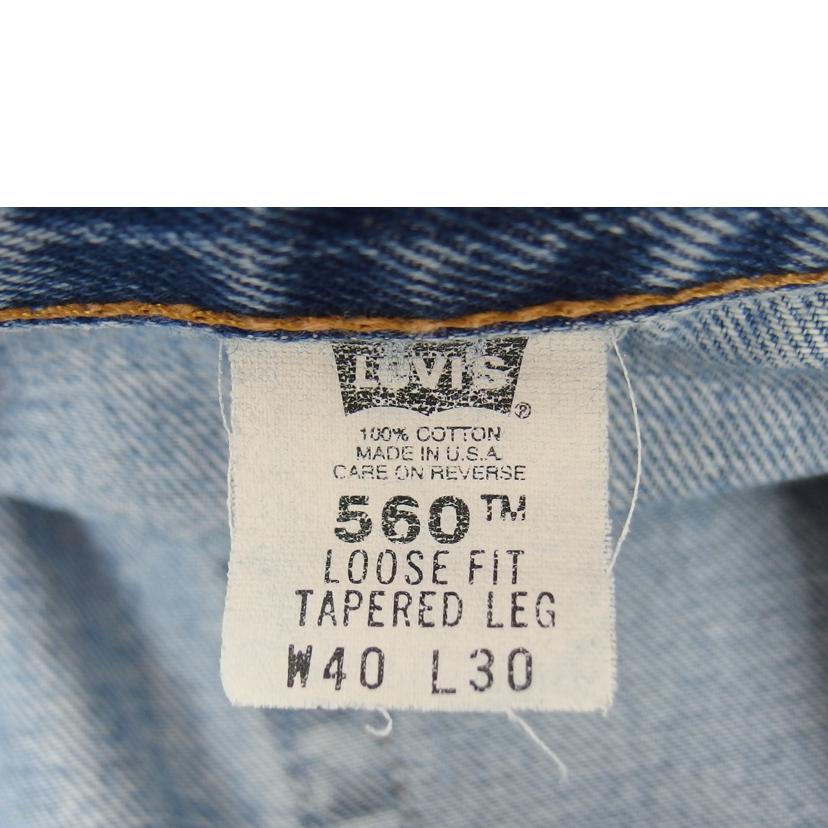 LEVI'S ®
100% COTTON
MADE IN U.S.A.
CARE ON REVERSE
560™
LOOSE FIT
TAPERED LEG
W40 L30